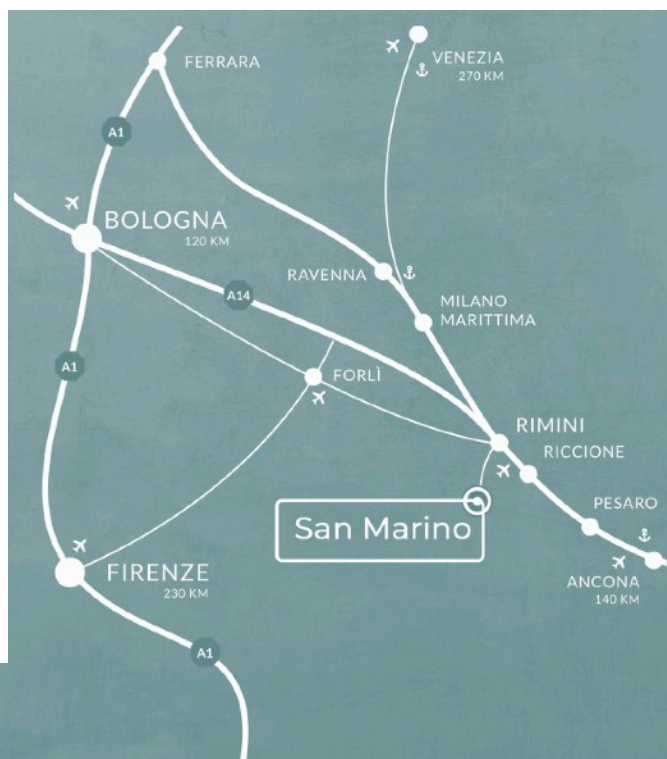 FERRARA
VENEZIA
270 KM
A1
BOLOGNA
120 KM
RAVENNA
A14
MILANO
MARITTIMA
A1
FORLÌ
RIMINI
RICCIONE
San Marino
PESARO
FIRENZE
230 KM
ANCONA
140 KM
A1